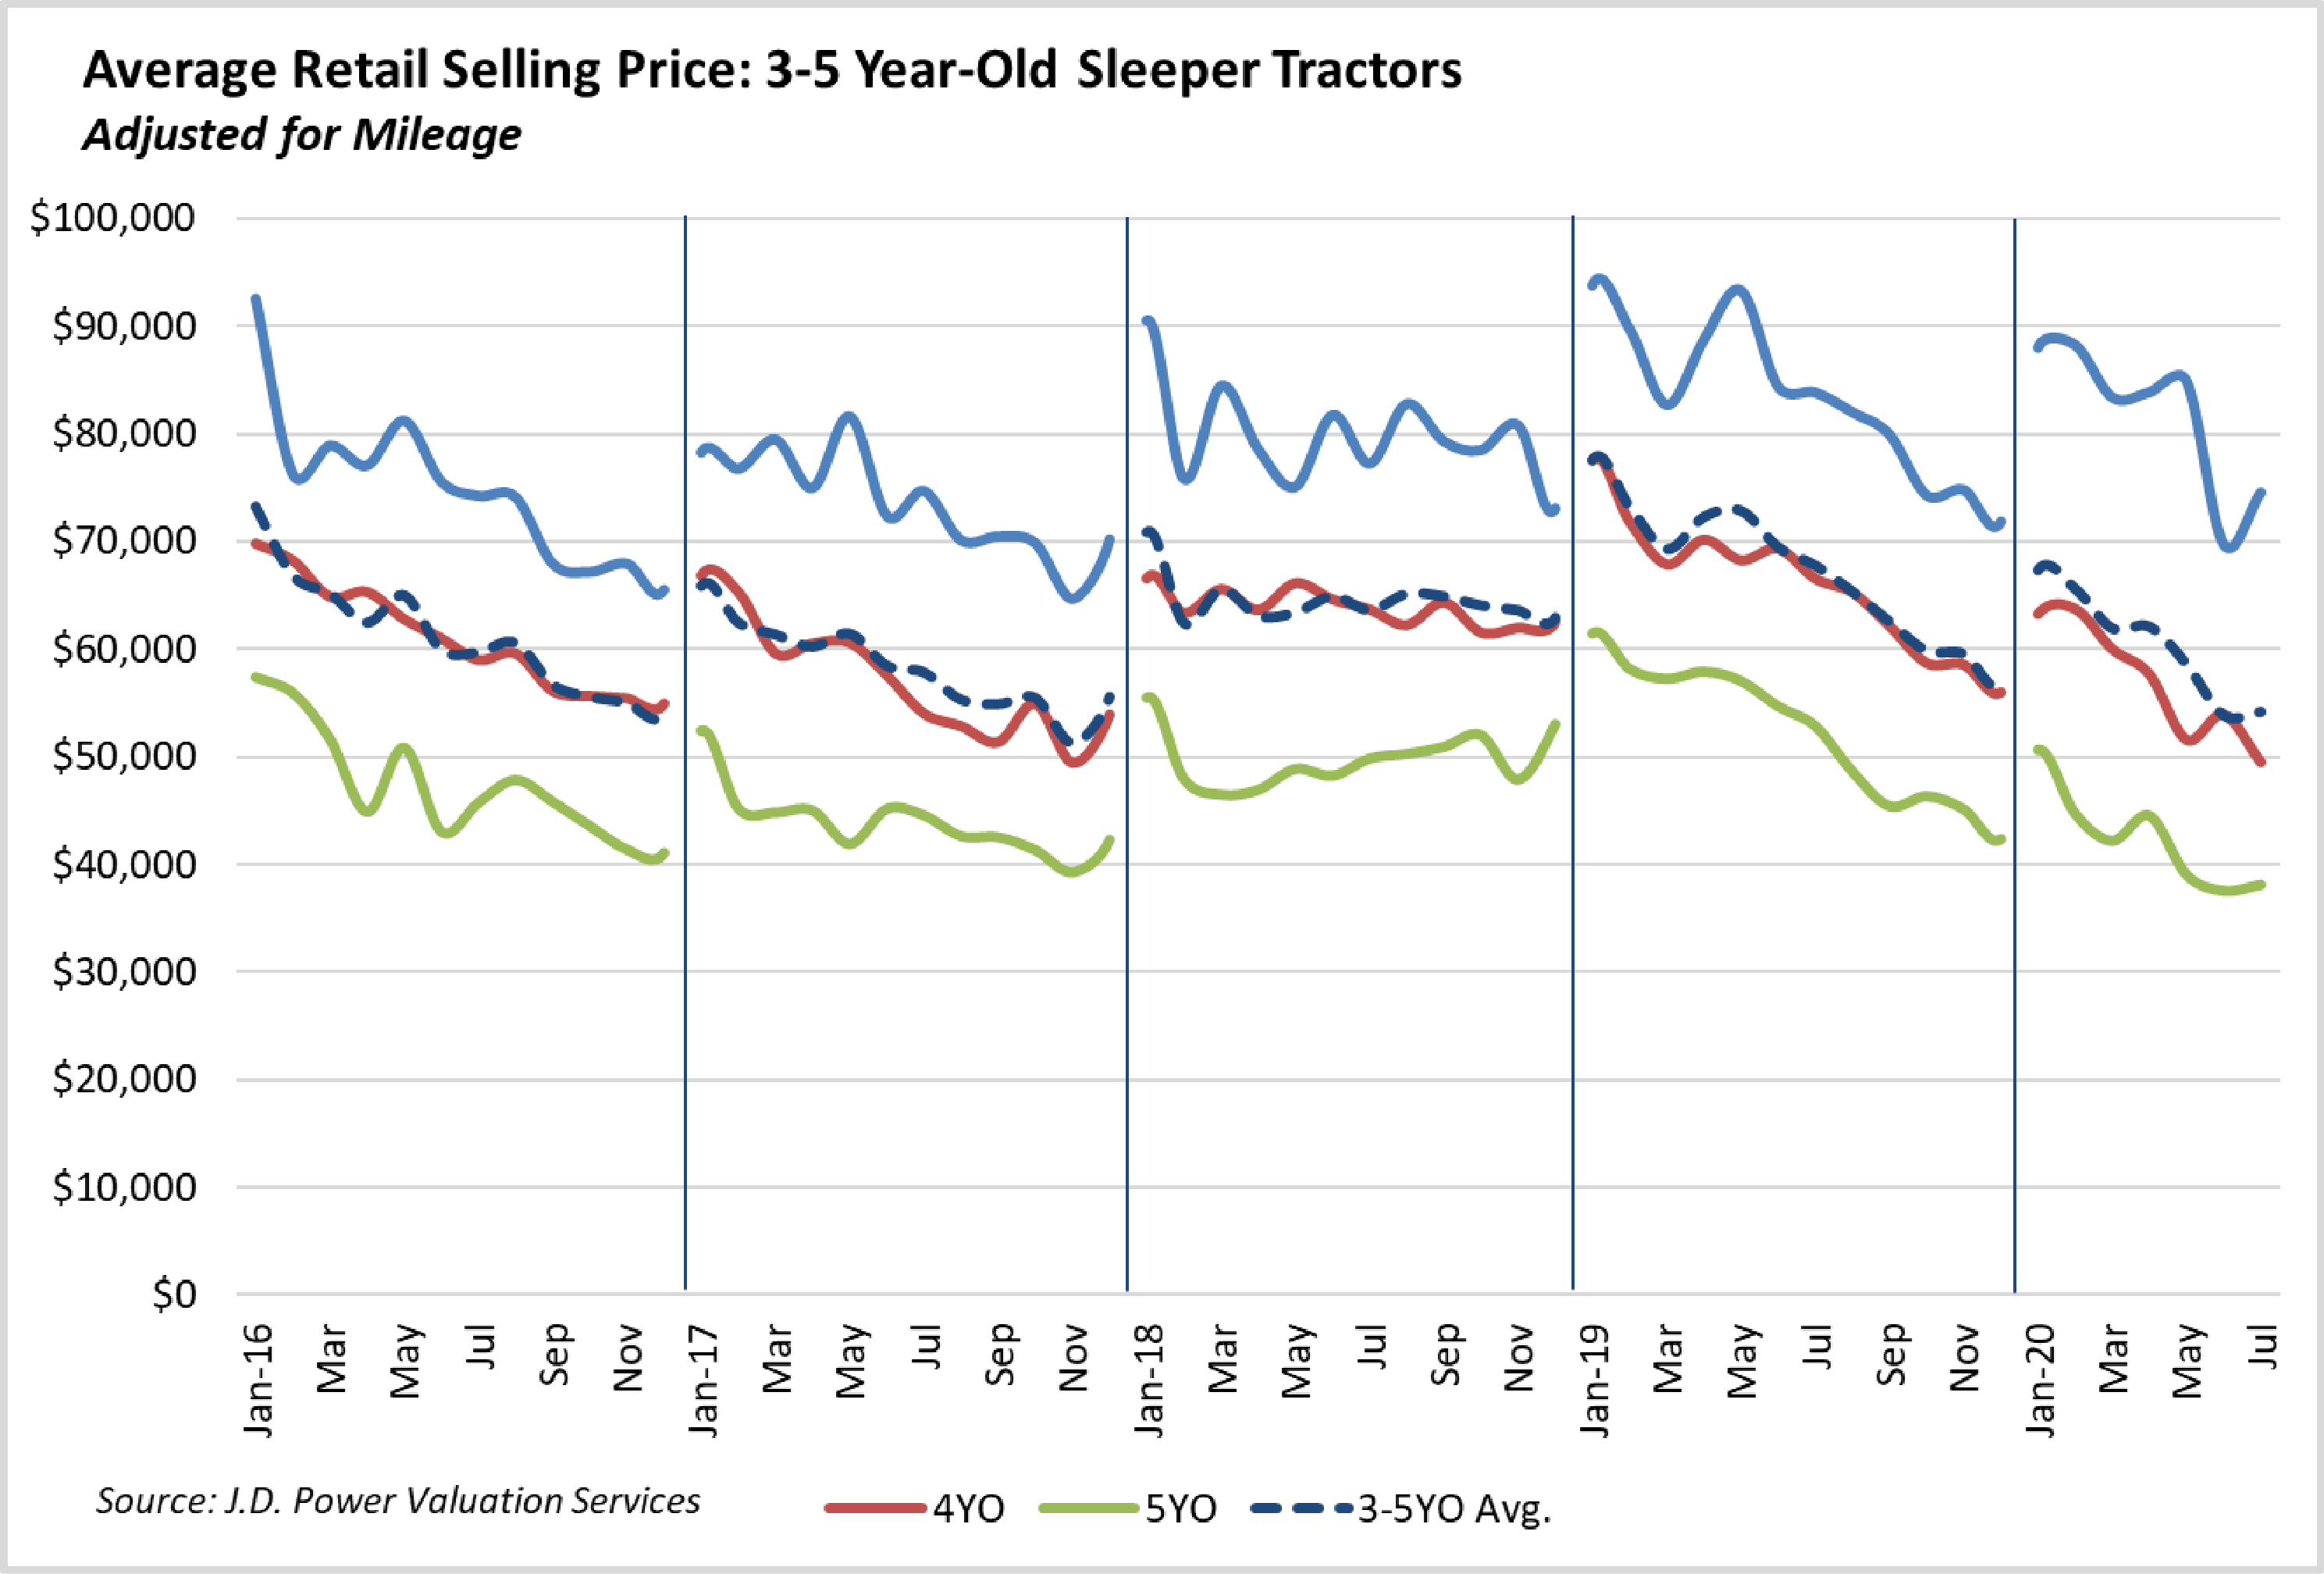 Average Retail Selling Price: 3-5 Year-Old Sleeper Tractors
Adjusted for Mileage
$100,000
$90,000
$80,000
$70,000
$60,000
$50,000
$40,000
$30,000
$20,000
$10,000
$0
Jan-16
Mar
May
Jul
Sep
Nov
Jan-17
Mar
May
Jul
Sep
Nov
Jan-18
Mar
May
Jul
Sep
Nov
Jan-19
Mar
May
Jul
Sep
Nov
Jan-20
Mar
May
Jul
Source: J.D. Power Valuation Services
4YO
5YO
3-5YO Avg.